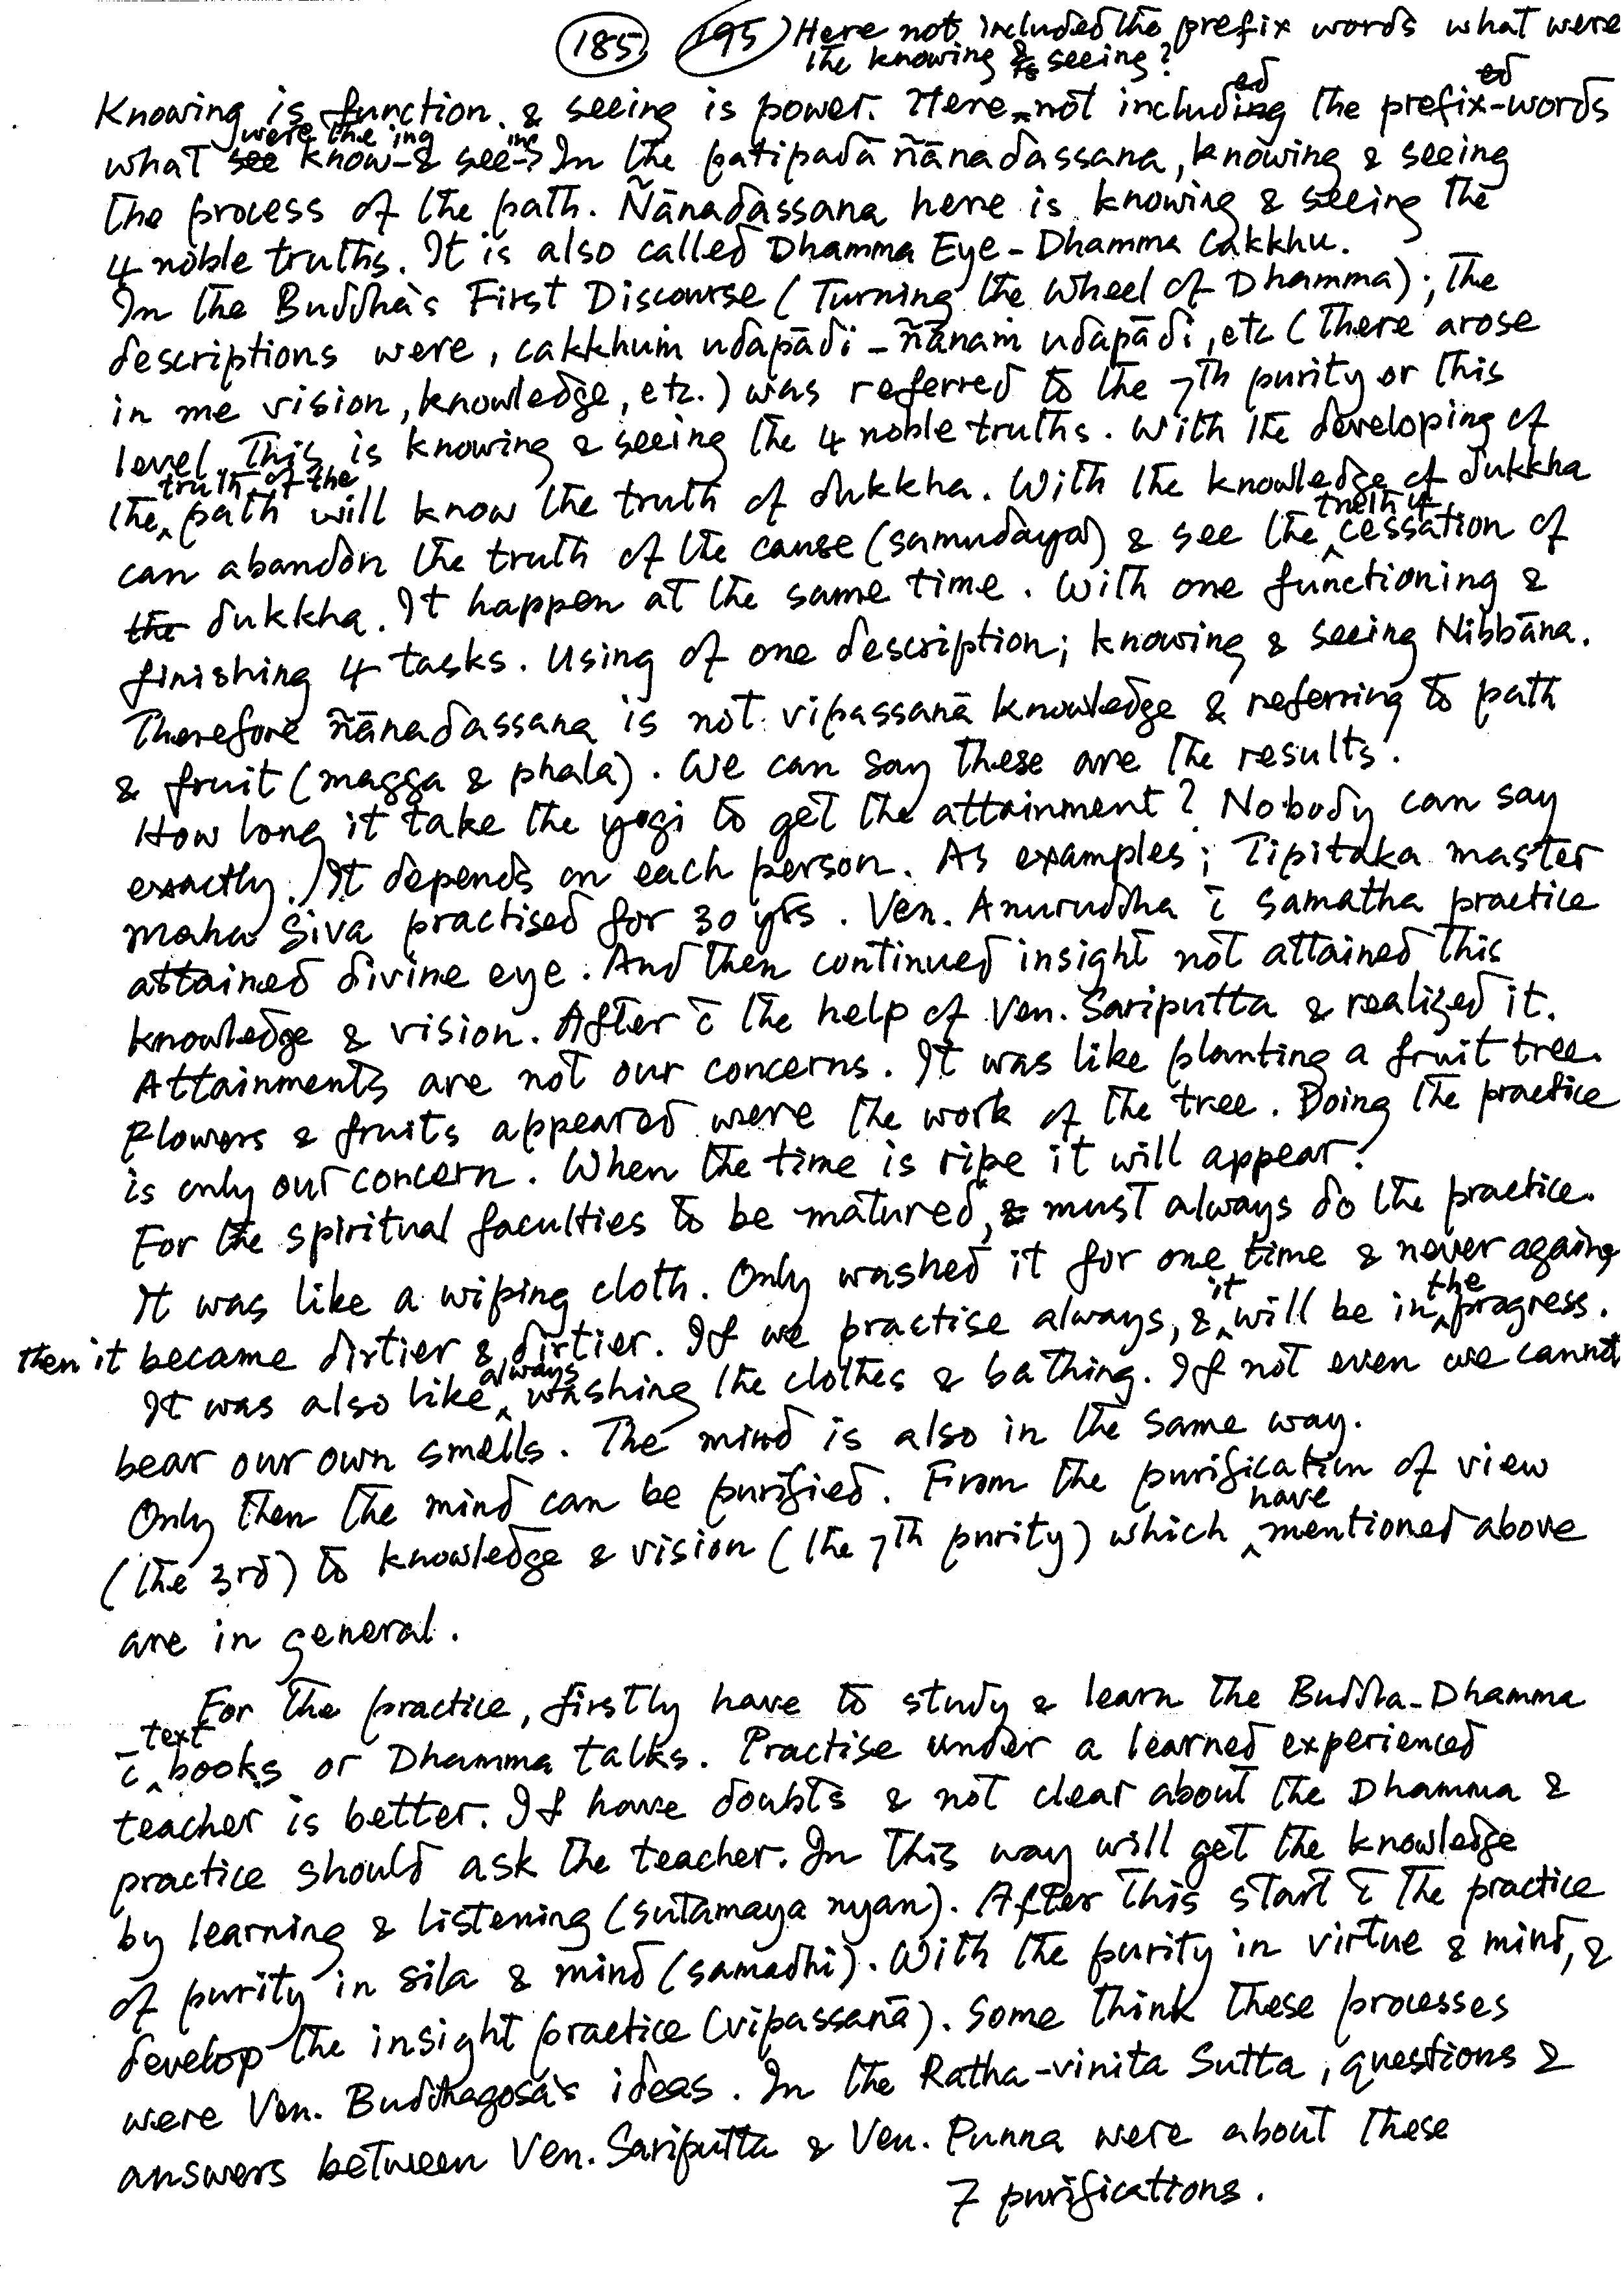 185 195 Here not included the prefix words what were
the knowing & seeing?
Knowing is function & seeing is power. Here not included the prefixed-words
what were the knowing & seeing? In the patipadā ñānadassana, knowing & seeing
the process of the path. Ñānadassana here is knowing & seeing the
4 noble truths. It is also called Dhamma Eye – Dhamma Cakkhu.
In the Buddha's First Discourse (Turning the Wheel of Dhamma); the
descriptions were, cakkhuṁ udapādi – ñānaṁ udapādi, etc (There arose
in me vision, knowledge, etc.) was referred to the 7th purity or this
level. This is knowing & seeing the 4 noble truths. With the developing of
the truth of the path will know the truth of dukkha. With the knowledge of dukkha
can abandon the truth of the cause (samudaya) & see the truth of cessation of
the dukkha. It happen at the same time. With one functioning &
finishing 4 tasks. Using of one description; knowing & seeing Nibbāna.
Therefore ñānadassana is not vipassanā knowledge & referring to path
& fruit (magga & phala). We can say these are the results.
How long it take the yogi to get the attainment? Nobody can say
exactly. It depends on each person. As examples; Tipitaka master
Maha Siva practised for 30 yrs. Ven. Anuruddha c̄ samatha practice
attained divine eye. And then continued insight not attained this
knowledge & vision. After c̄ the help of Ven. Sariputta & realized it.
Attainments are not our concerns. It was like planting a fruit tree.
Flowers & fruits appeared were the work of the tree. Doing the practice
is only our concern. When the time is ripe it will appear.
For the spiritual faculties to be matured, & must always do the practice.
It was like a wiping cloth. Only washed it for one time & never again,
then it became dirtier & dirtier. If we practise always, & it will be in the progress.
It was also like always washing the clothes & bathing. If not even we cannot
bear our own smells. The mind is also in the same way.
Only then the mind can be purified. From the purification of view
(the 3rd) to knowledge & vision (the 7th purity) which have mentioned above
are in general.
For the practice, firstly have to study & learn the Buddha-Dhamma
c̄ text books or Dhamma talks. Practise under a learned experienced
teacher is better. If have doubts & not clear about the Dhamma &
practice should ask the teacher. In this way will get the knowledge
by learning & listening (sutamaya nyan). After this start c̄ the practice
of purity in sila & mind (samadhi). With the purity in virtue & mind, &
develop the insight practice (vipassanā). Some think these processes
were Ven. Buddhagosa's ideas. In the Ratha-vinita Sutta, questions &
answers between Ven. Sariputta & Ven. Punna were about these
7 purifications.